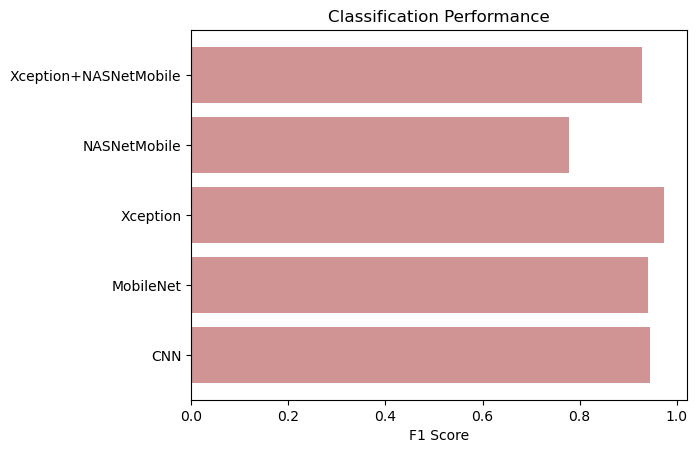 Classification Performance
Xception+NASNetMobile
NASNetMobile
Xception
MobileNet
CNN
0.0 0.2 0.4 0.6 0.8 1.0
F1 Score